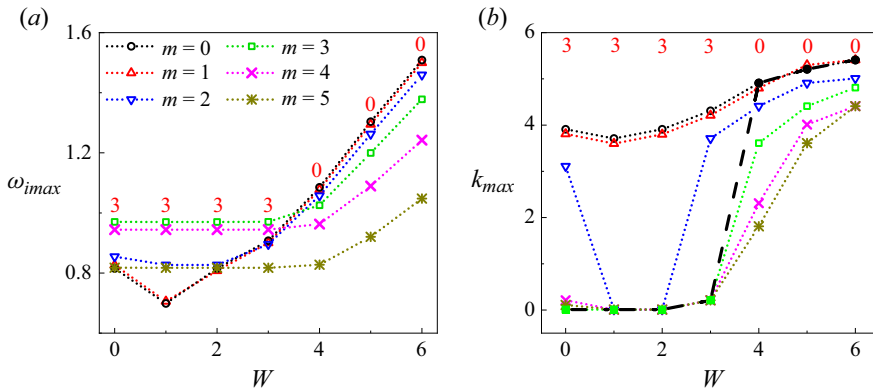 (a)
1.6
1.2
0.8
ω_imax
m = 0
m = 1
m = 2
m = 3
m = 4
m = 5
3 3 3 3 0 0 0
0 2 4 6
W
(b)
6
4
2
0
k_max
3 3 3 3 0 0 0
0 2 4 6
W